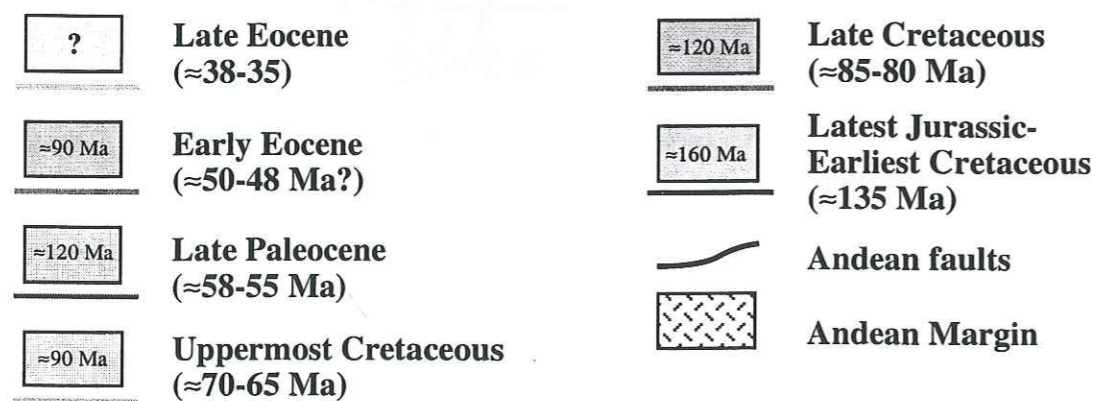 ?
Late Eocene
(≈38-35)
≈90 Ma
Early Eocene
(≈50-48 Ma?)
≈120 Ma
Late Paleocene
(≈58-55 Ma)
≈90 Ma
Uppermost Cretaceous
(≈70-65 Ma)
≈120 Ma
Late Cretaceous
(≈85-80 Ma)
≈160 Ma
Latest Jurassic-
Earliest Cretaceous
(≈135 Ma)
Andean faults
Andean Margin